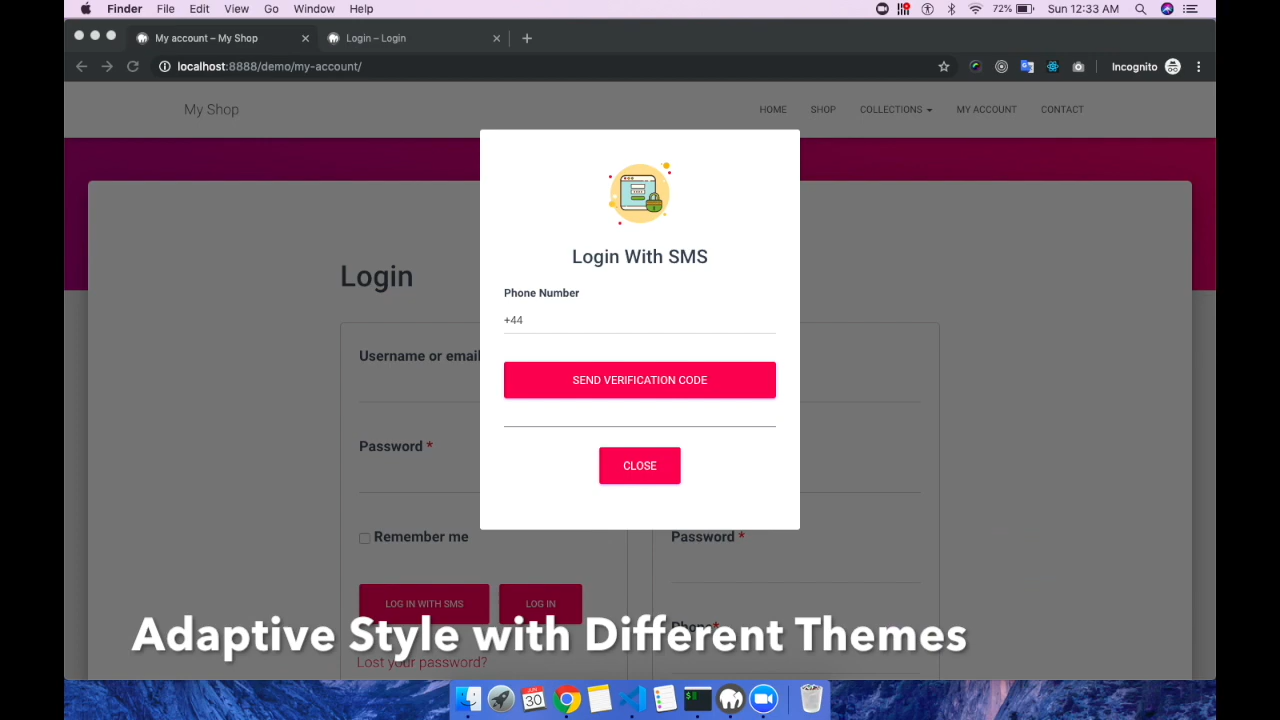 Finder File Edit View Go Window Help 72% Sun 12:33 AM
My account – My Shop Login – Login
localhost:8888/demo/my-account/ Incognito
My Shop HOME SHOP COLLECTIONS MY ACCOUNT CONTACT
Login With SMS
Phone Number
+44
SEND VERIFICATION CODE
CLOSE
Login
Username or email
Password *
Remember me
LOG IN WITH SMS LOG IN
Lost your password?
Password *
Phone*
Adaptive Style with Different Themes
JUN
30